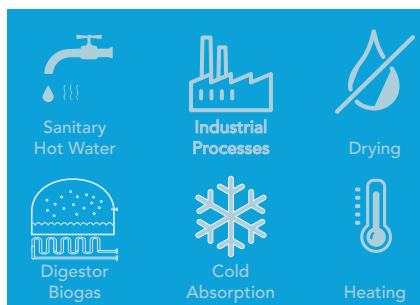 Sanitary
Hot Water
Industrial
Processes
Drying
Digestor
Biogas
Cold
Absorption
Heating